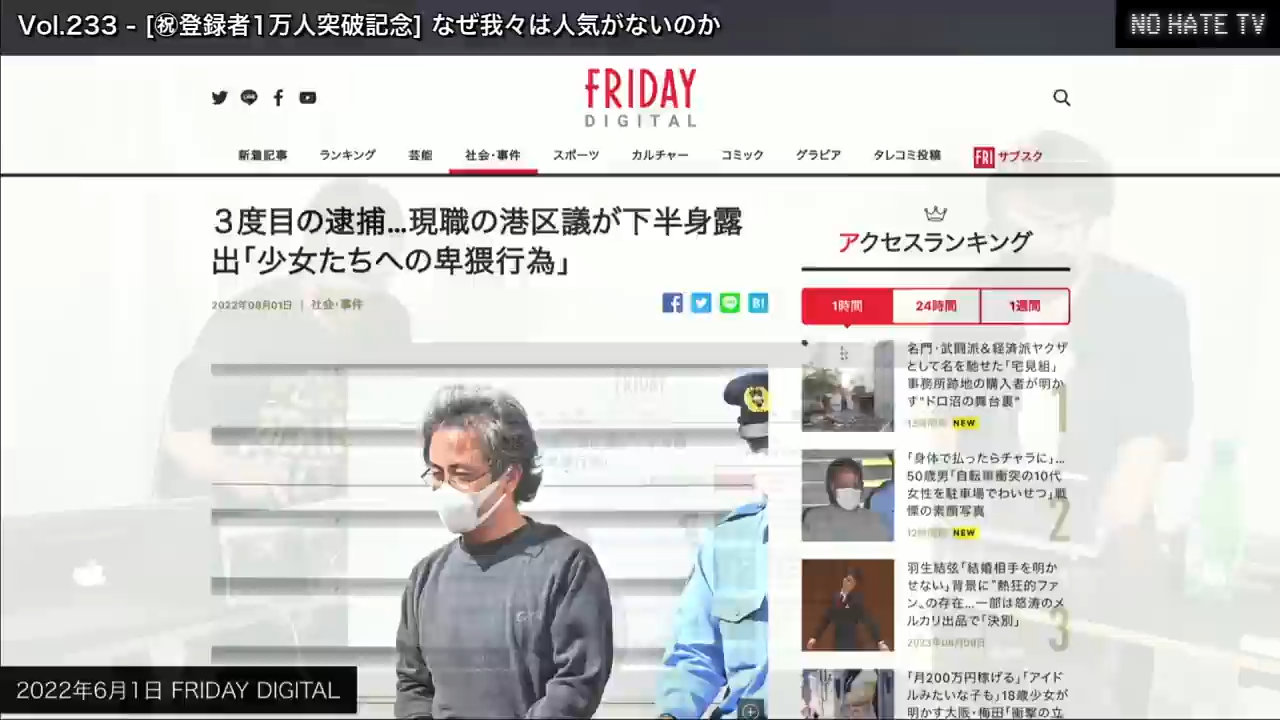 Vol.233 - [㊗登録者1万人突破記念] なぜ我々は人気がないのか
NO HATE TV
FRIDAY
DIGITAL
新着記事 ランキング 芸能 社会・事件 スポーツ カルチャー コミック グラビア タレコミ投稿 FRI サブスク
３度目の逮捕…現職の港区議が下半身露
出「少女たちへの卑猥行為」
2022年08月01日 | 社会・事件
B!
アクセスランキング
1時間 24時間 1週間
名門・武闘派＆経済派ヤクザ
として名を馳せた「宅見組」
事務所跡地の購入者が明か
す"ドロ沼の舞台裏"
NEW
1
「身体で払ったらチャラに」…
50歳男「自転車衝突の10代
女性を駐車場でわいせつ」戦
慄の素顔写真
12時間前 NEW
2
羽生結弦「結婚相手を明か
せない」背景に"熱狂的ファ
ン"の存在…一部は怒涛のメ
ルカリ出品で「決別」
3
「月200万円稼げる」「アイド
ルみたいな子も」18歳少女が
明かす大阪・梅田「衝撃の立
2022年6月1日 FRIDAY DIGITAL